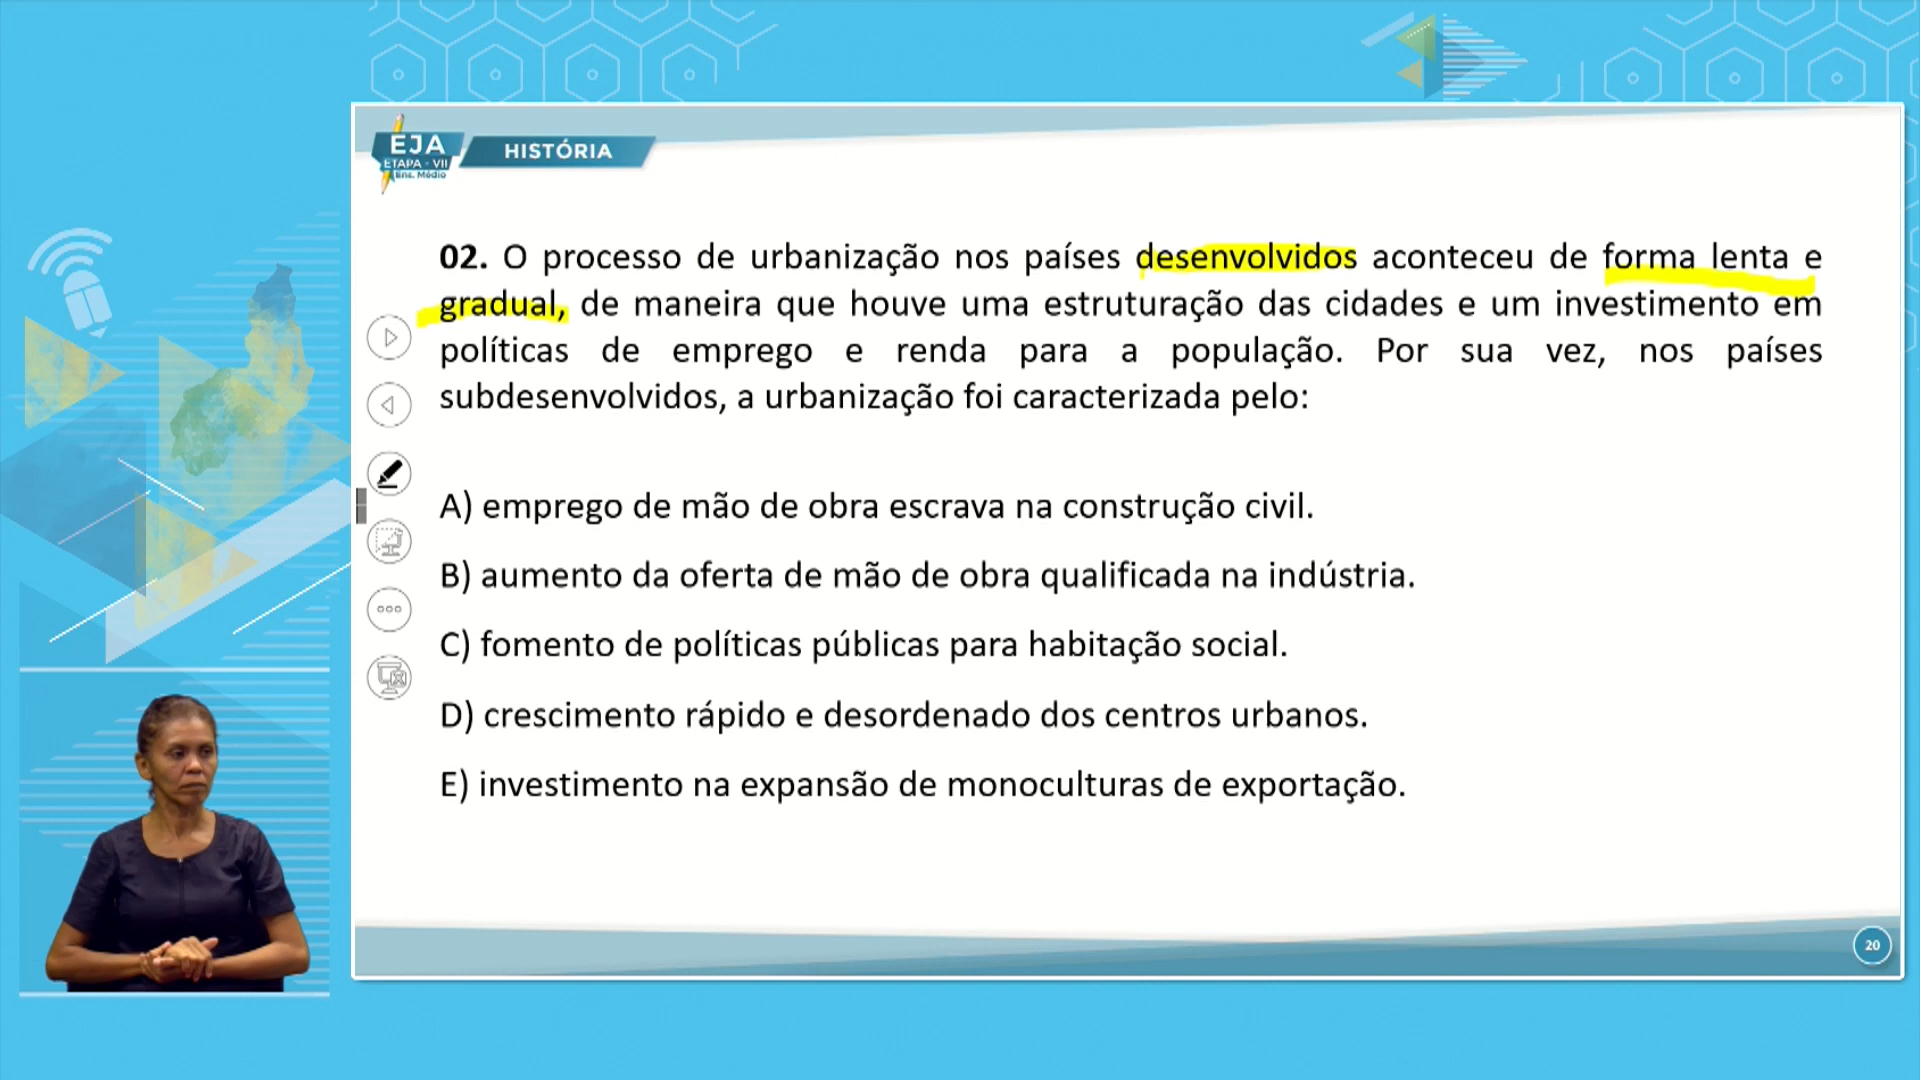 EJA
ETAPA - VII
Ens. Médio
HISTÓRIA
02. O processo de urbanização nos países desenvolvidos aconteceu de forma lenta e
gradual, de maneira que houve uma estruturação das cidades e um investimento em
políticas de emprego e renda para a população. Por sua vez, nos países
subdesenvolvidos, a urbanização foi caracterizada pelo:
A) emprego de mão de obra escrava na construção civil.
B) aumento da oferta de mão de obra qualificada na indústria.
C) fomento de políticas públicas para habitação social.
D) crescimento rápido e desordenado dos centros urbanos.
E) investimento na expansão de monoculturas de exportação.
20